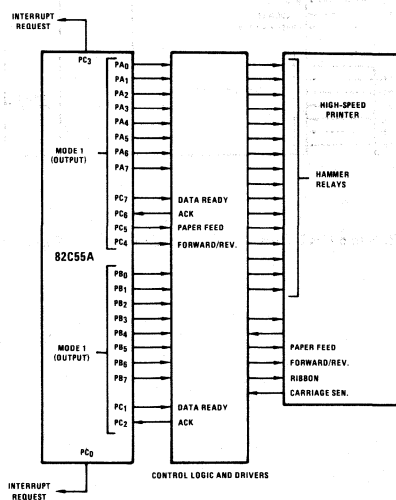 INTERRUPT
REQUEST
PC3
PA0
PA1
PA2
PA3
PA4
PA5
PA6
PA7
MODE 1
(OUTPUT)
PC7 DATA READY
PC6 ACK
PC5 PAPER FEED
PC4 FORWARD/REV.
82C55A
PB0
PB1
PB2
PB3
PB4
PB5
PB6
PB7
MODE 1
(OUTPUT)
PC1 DATA READY
PC2 ACK
PC0
INTERRUPT
REQUEST
CONTROL LOGIC AND DRIVERS
HIGH-SPEED
PRINTER
HAMMER
RELAYS
PAPER FEED
FORWARD/REV.
RIBBON
CARRIAGE SEN.